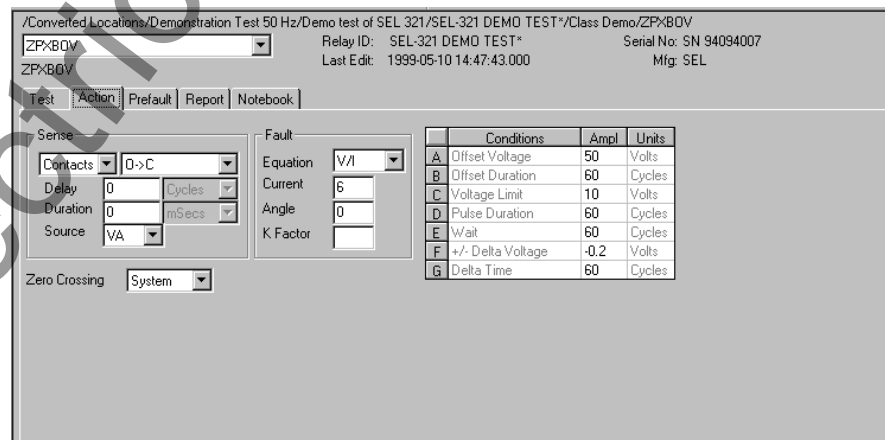 /Converted Locations/Demonstration Test 50 Hz/Demo test of SEL 321/SEL-321 DEMO TEST*/Class Demo/ZPXBOV
ZPXBOV
Relay ID: SEL-321 DEMO TEST*
Serial No: SN 94094007
ZPXBOV
Last Edit: 1999-05-10 14:47:43.000
Mfg: SEL
Test Action Prefault Report Notebook
Sense
Contacts O->C
Delay 0 Cycles
Duration 0 mSecs
Source VA
Zero Crossing System
Fault
Equation V/I
Current 6
Angle 0
K Factor
Conditions Ampl Units
A Offset Voltage 50 Volts
B Offset Duration 60 Cycles
C Voltage Limit 10 Volts
D Pulse Duration 60 Cycles
E Wait 60 Cycles
F +/- Delta Voltage -0.2 Volts
G Delta Time 60 Cycles